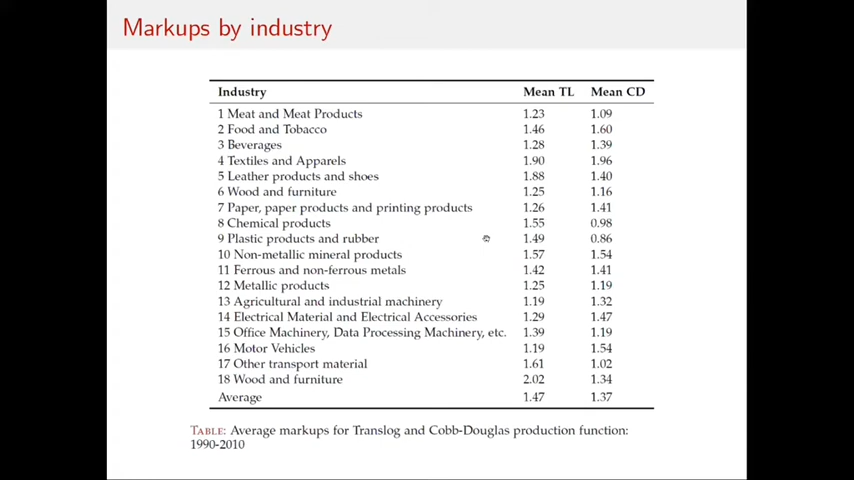 Markups by industry
Industry Mean TL Mean CD
1 Meat and Meat Products 1.23 1.09
2 Food and Tobacco 1.46 1.60
3 Beverages 1.28 1.39
4 Textiles and Apparels 1.90 1.96
5 Leather products and shoes 1.88 1.40
6 Wood and furniture 1.25 1.16
7 Paper, paper products and printing products 1.26 1.41
8 Chemical products 1.55 0.98
9 Plastic products and rubber 1.49 0.86
10 Non-metallic mineral products 1.57 1.54
11 Ferrous and non-ferrous metals 1.42 1.41
12 Metallic products 1.25 1.19
13 Agricultural and industrial machinery 1.19 1.32
14 Electrical Material and Electrical Accessories 1.29 1.47
15 Office Machinery, Data Processing Machinery, etc. 1.39 1.19
16 Motor Vehicles 1.19 1.54
17 Other transport material 1.61 1.02
18 Wood and furniture 2.02 1.34
Average 1.47 1.37
TABLE: Average markups for Translog and Cobb-Douglas production function:
1990-2010